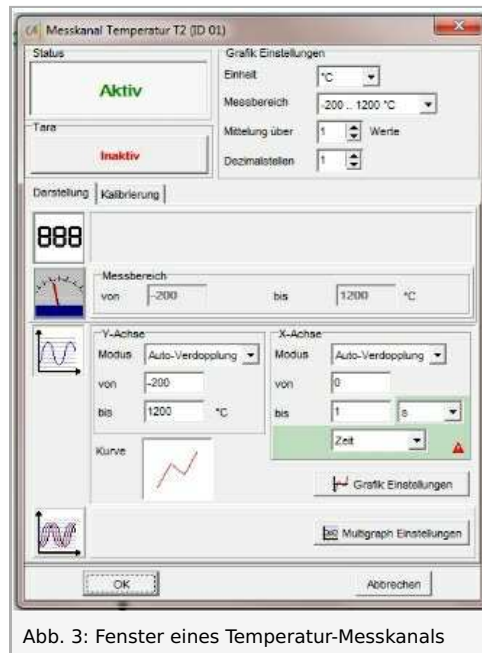 Messkanal Temperatur T2 (ID 01)
Status
Aktiv
Tara
Inaktiv
Grafik Einstellungen
Einheit °C
Messbereich -200 .. 1200 °C
Mittelung über 1 Werte
Dezimalstellen 1
Darstellung Kalibrierung
888
Messbereich
von -200 bis 1200 °C
Y-Achse
Modus Auto-Verdopplung
von -200
bis 1200 °C
Kurve
X-Achse
Modus Auto-Verdopplung
von 0
bis 1 s
Zeit
Grafik Einstellungen
Multigraph Einstellungen
OK Abbrechen
Abb. 3: Fenster eines Temperatur-Messkanals